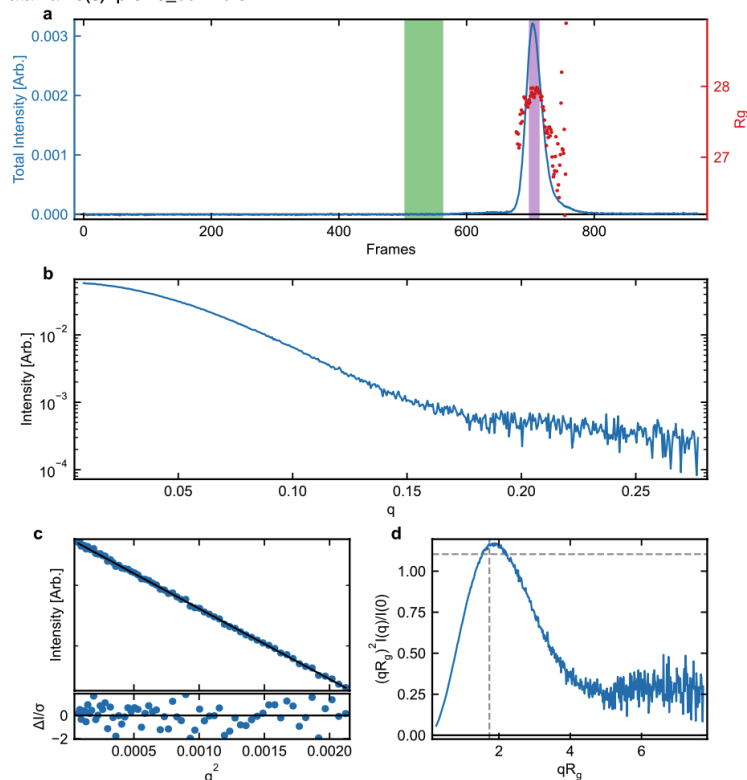 a
0.003
0.002
0.001
0.000
Total Intensity [Arb.]
28
27
Rg
0 200 400 600 800
Frames
b
10⁻²
10⁻³
10⁻⁴
Intensity [Arb.]
0.05 0.10 0.15 0.20 0.25
q
c
Intensity [Arb.]
0
−2
ΔI/σ
0.0005 0.0010 0.0015 0.0020
q²
d
1.00
0.75
0.50
0.25
0.00
(qRg)² I(q)/I(0)
2 4 6
qRg